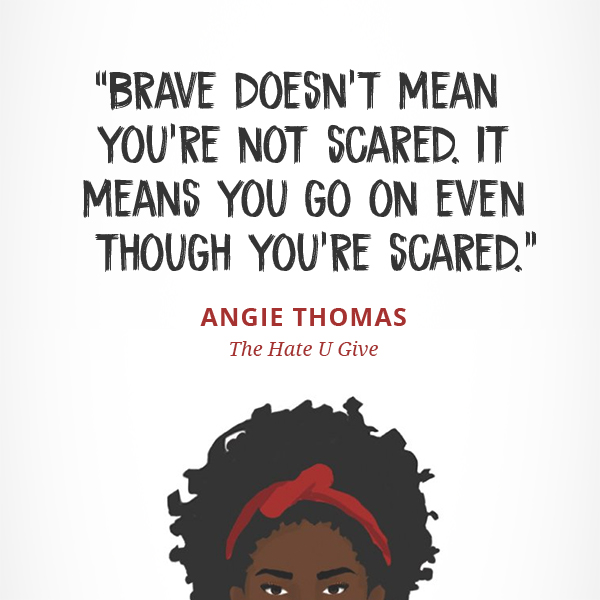 “BRAVE DOESN'T MEAN
YOU'RE NOT SCARED. IT
MEANS YOU GO ON EVEN
THOUGH YOU'RE SCARED."
ANGIE THOMAS
The Hate U Give